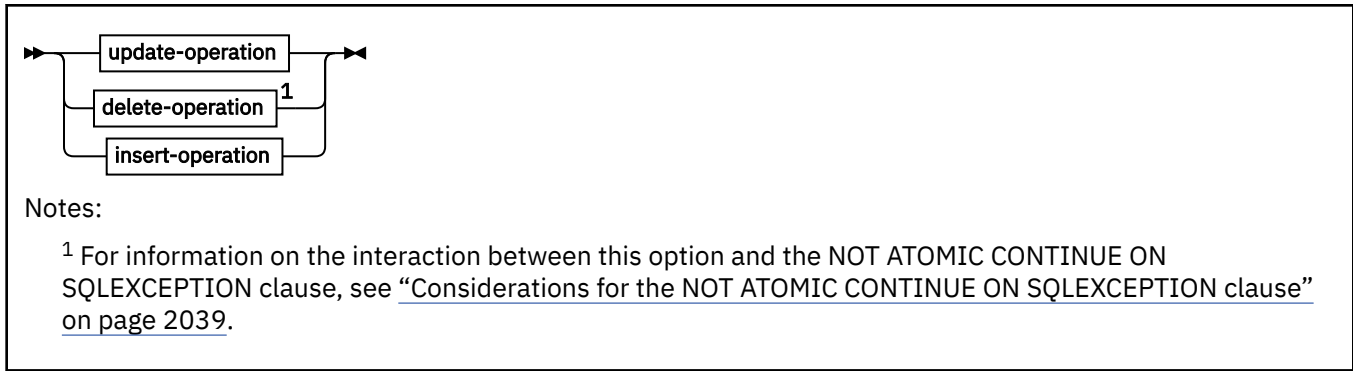 update-operation
delete-operation 1
insert-operation
Notes:
1 For information on the interaction between this option and the NOT ATOMIC CONTINUE ON
SQLEXCEPTION clause, see “Considerations for the NOT ATOMIC CONTINUE ON SQLEXCEPTION clause”
on page 2039.